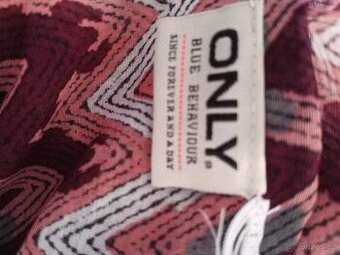 ONLY®
BLUE BEHAVIOUR
SINCE FOREVER AND A DAY